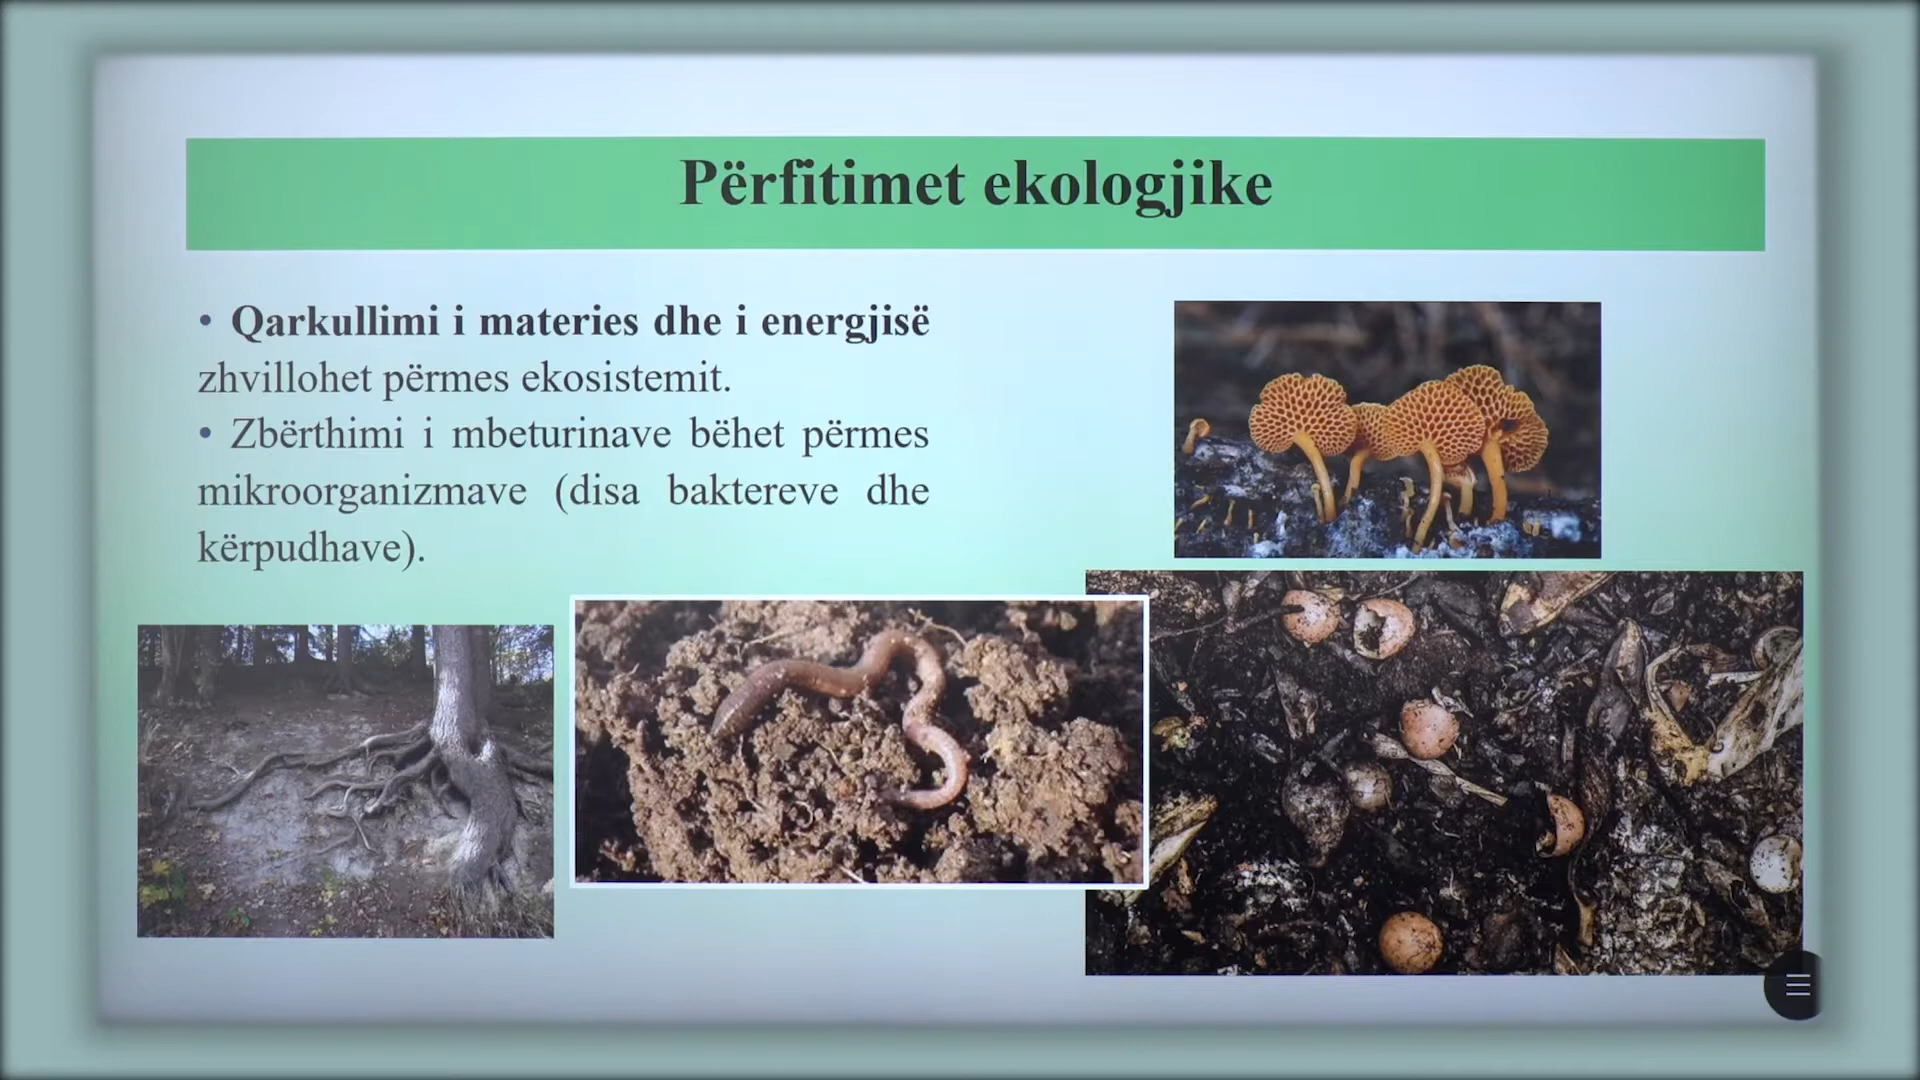 Përfitimet ekologjike
• Qarkullimi i materies dhe i energjisë
zhvillohet përmes ekosistemit.
• Zbërthimi i mbeturinave bëhet përmes
mikroorganizmave (disa baktereve dhe
kërpudhave).